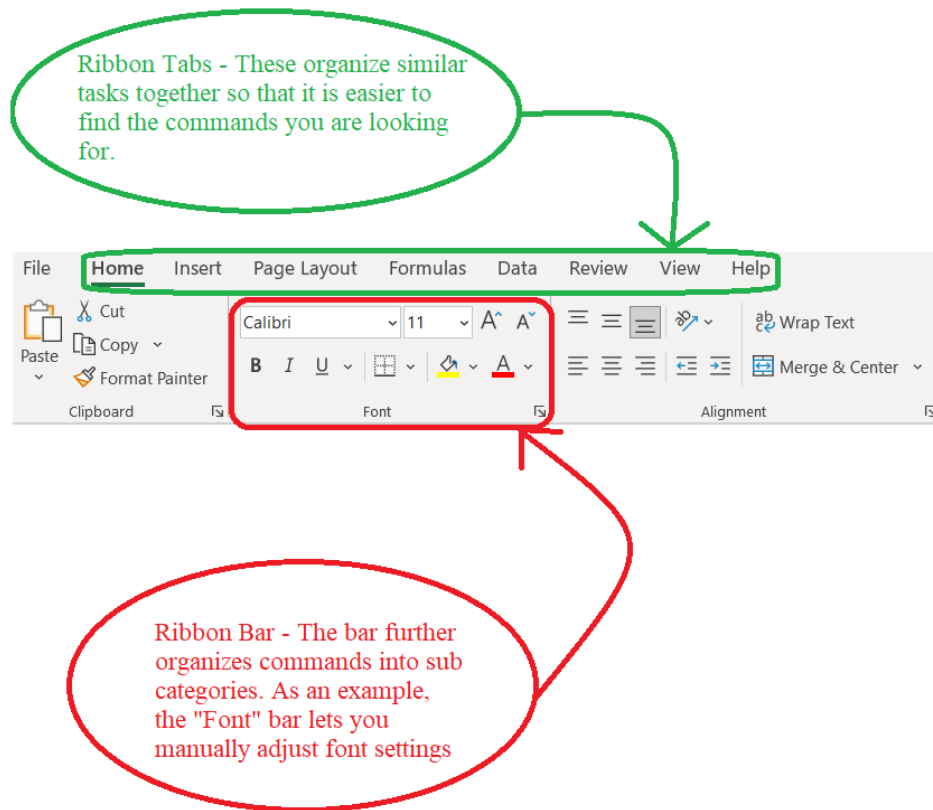 Ribbon Tabs - These organize similar
tasks together so that it is easier to
find the commands you are looking
for.
File Home Insert Page Layout Formulas Data Review View Help
Paste
Cut
Copy
Format Painter
Clipboard
Calibri 11 A A
B I U A
Font
ab Wrap Text
c
Merge & Center
Alignment
Ribbon Bar - The bar further
organizes commands into sub
categories. As an example,
the "Font" bar lets you
manually adjust font settings